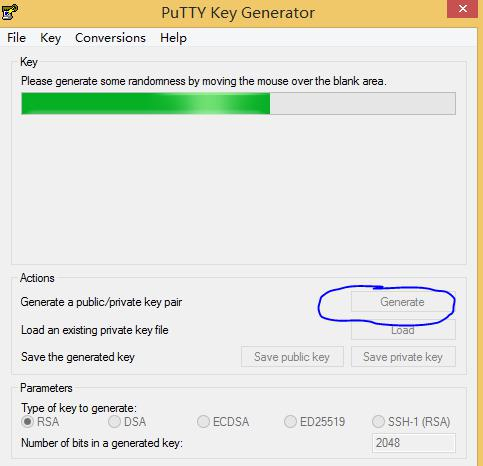 PuTTY Key Generator
File Key Conversions Help
Key
Please generate some randomness by moving the mouse over the blank area.
Actions
Generate a public/private key pair
Generate
Load an existing private key file
Load
Save the generated key
Save public key
Save private key
Parameters
Type of key to generate:
RSA DSA ECDSA ED25519 SSH-1 (RSA)
Number of bits in a generated key:
2048